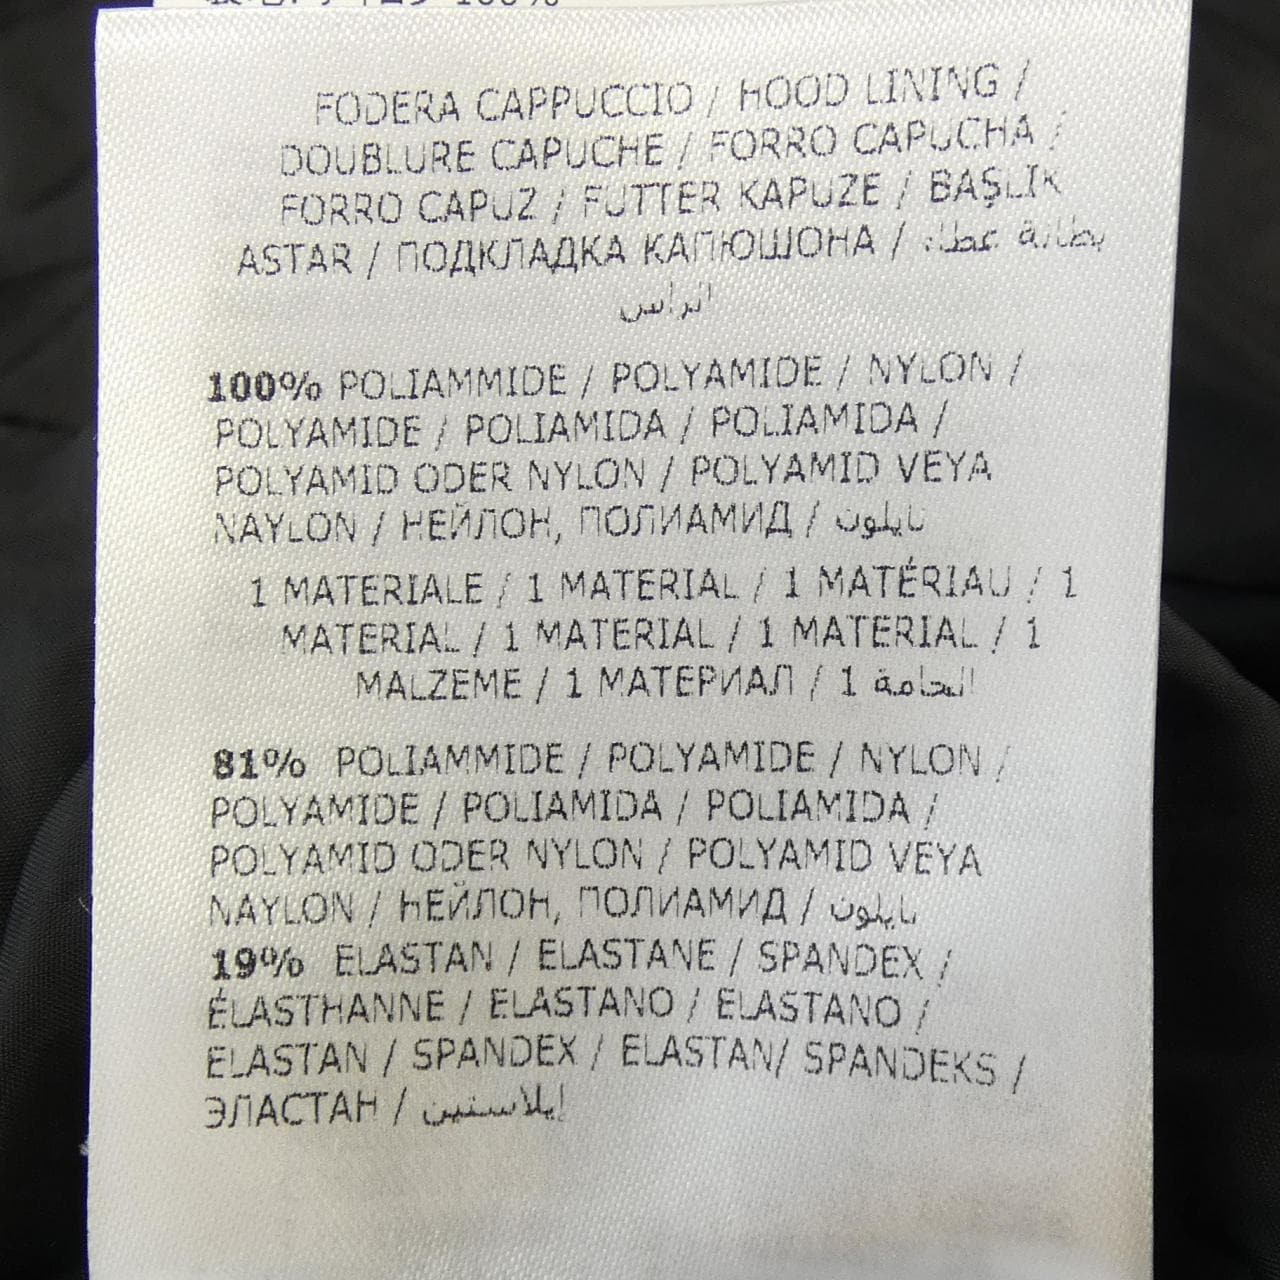 FODERA CAPPUCCIO / HOOD LINING /
DOUBLURE CAPUCHE / FORRO CAPUCHA /
FORRO CAPUZ / FUTTER KAPUZE / BAŞLIK
ASTAR / ПОДКЛАДКА КАПЮШОНА / بطانة غطاء
الراس
100% POLIAMMIDE / POLYAMIDE / NYLON /
POLYAMIDE / POLIAMIDA / POLIAMIDA /
POLYAMID ODER NYLON / POLYAMID VEYA
NAYLON / НЕЙЛОН, ПОЛИАМИД / نايلون
1 MATERIALE / 1 MATERIAL / 1 MATÉRIAU / 1
MATERIAL / 1 MATERIAL / 1 MATERIAL / 1
MALZEME / 1 МАТЕРИАЛ / 1 الخامة
81% POLIAMMIDE / POLYAMIDE / NYLON /
POLYAMIDE / POLIAMIDA / POLIAMIDA /
POLYAMID ODER NYLON / POLYAMID VEYA
NAYLON / НЕЙЛОН, ПОЛИАМИД / نايلون
19% ELASTAN / ELASTANE / SPANDEX /
ÉLASTHANNE / ELASTANO / ELASTANO /
ELASTAN / SPANDEX / ELASTAN/ SPANDEKS /
ЭЛАСТАН / إيلاستين